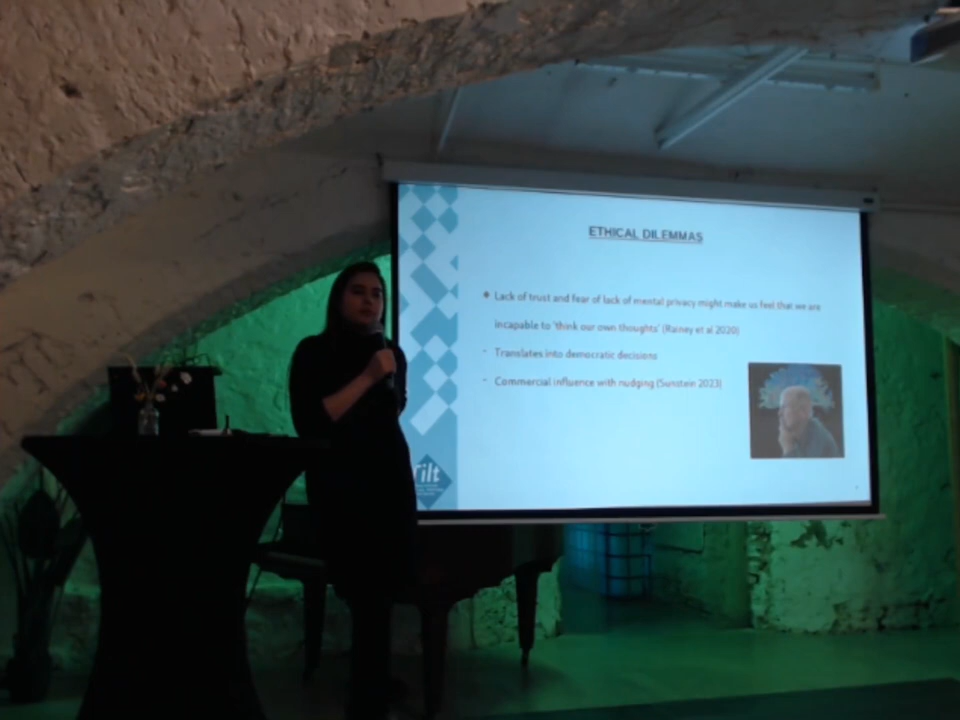 ETHICAL DILEMMAS
Lack of trust and fear of lack of mental privacy might make us feel that we are
incapable to 'think our own thoughts' (Rainey et al 2020)
- Translates into democratic decisions
- Commercial influence with nudging (Sunstein 2023)
Tilt